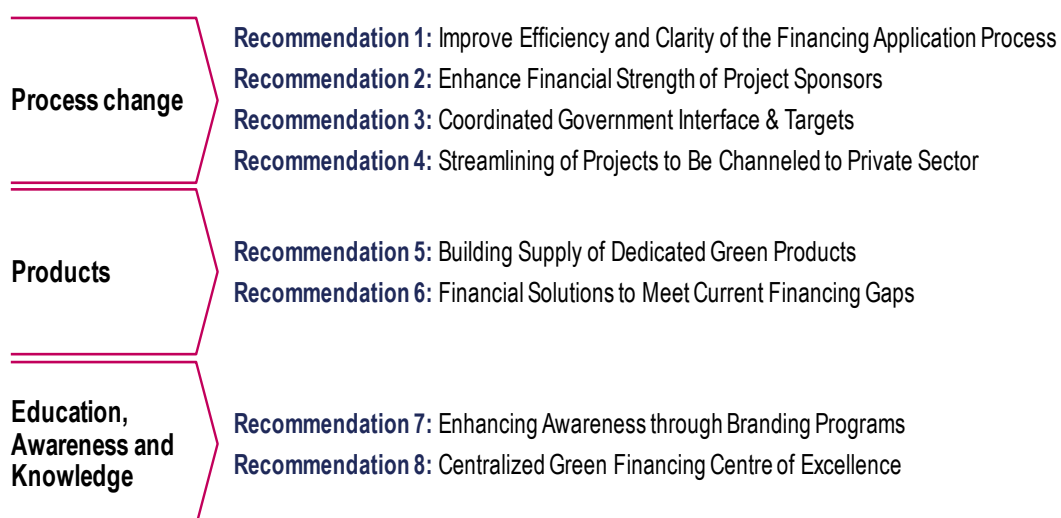 Process change
Recommendation 1: Improve Efficiency and Clarity of the Financing Application Process
Recommendation 2: Enhance Financial Strength of Project Sponsors
Recommendation 3: Coordinated Government Interface & Targets
Recommendation 4: Streamlining of Projects to Be Channeled to Private Sector
Products
Recommendation 5: Building Supply of Dedicated Green Products
Recommendation 6: Financial Solutions to Meet Current Financing Gaps
Education,
Awareness and
Knowledge
Recommendation 7: Enhancing Awareness through Branding Programs
Recommendation 8: Centralized Green Financing Centre of Excellence